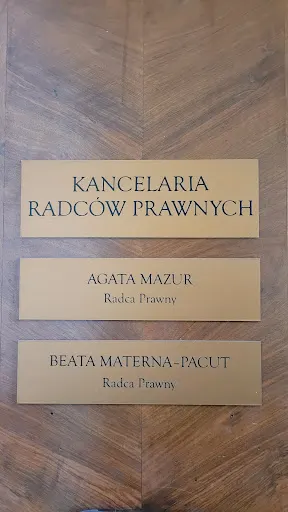 KANCELARIA
RADCÓW PRAWNYCH
AGATA MAZUR
Radca Prawny
BEATA MATERNA-PACUT
Radca Prawny